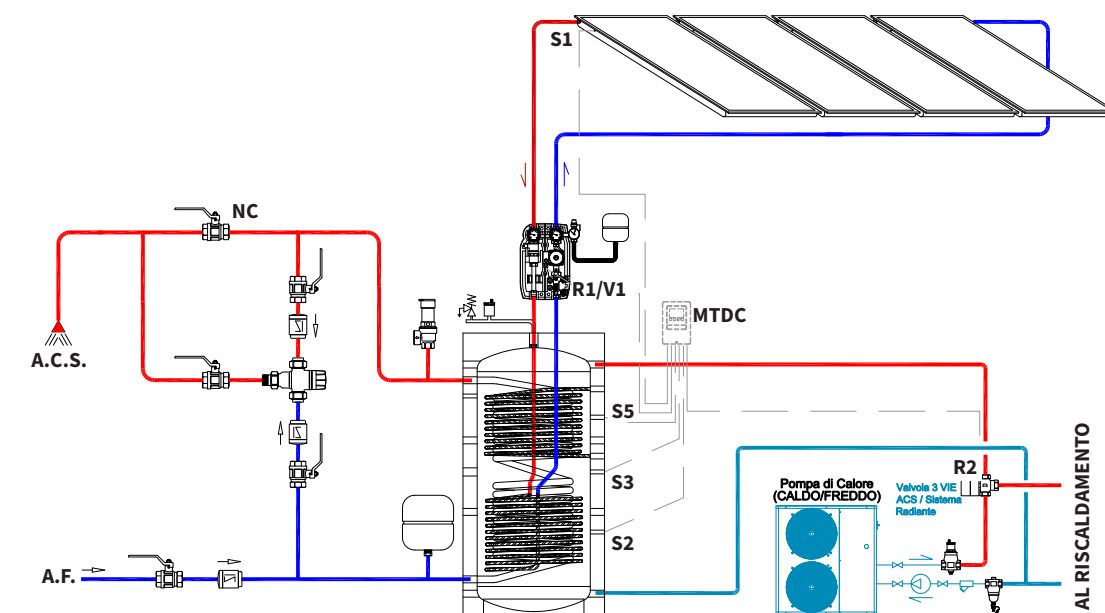 S1
NC
R1/V1
MTDC
A.C.S.
S5
S3
S2
R2
Pompa di Calore
(CALDO/FREDDO)
Valvola 3 VIE
ACS / Sistema
Radiante
A.F.
AL RISCALDAMENTO